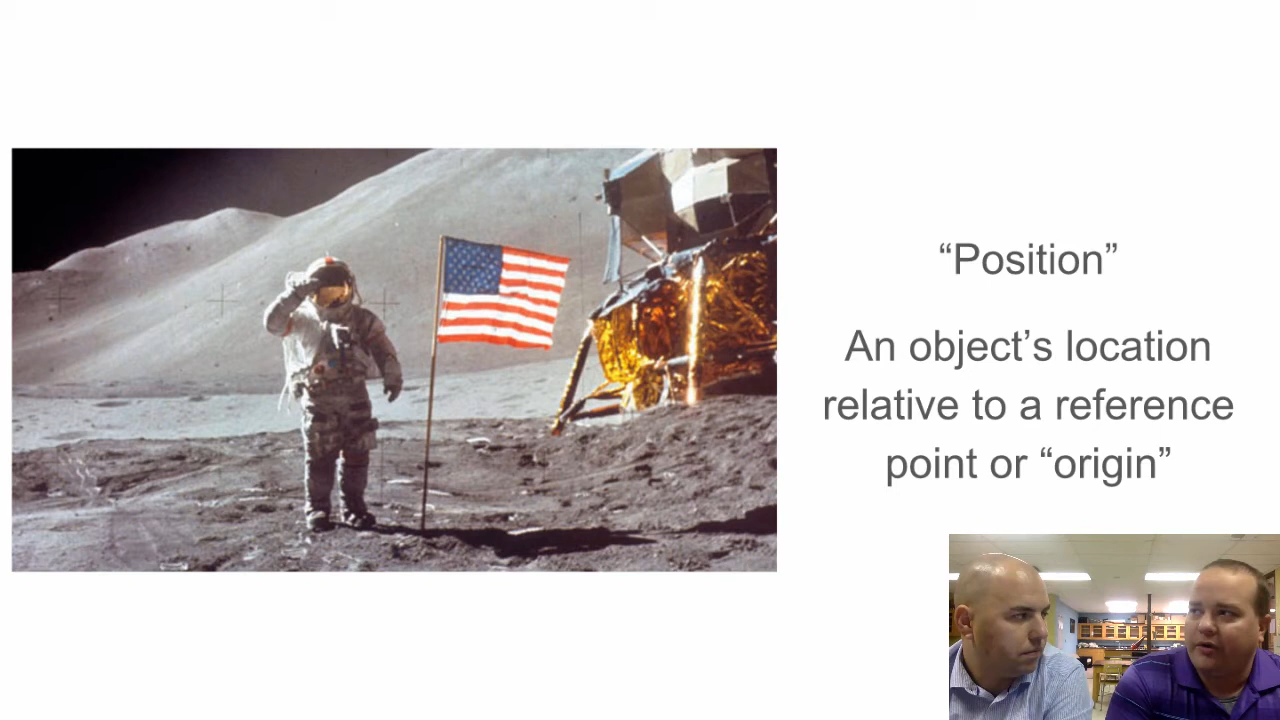 “Position”
An object’s location
relative to a reference
point or “origin”